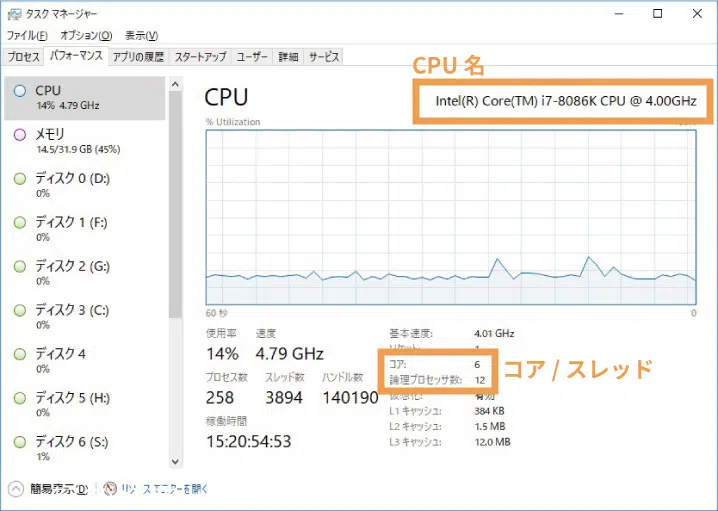 タスク マネージャー
ファイル(F) オプション(O) 表示(V)
プロセス パフォーマンス アプリの履歴 スタートアップ ユーザー 詳細 サービス
CPU 名
CPU
14% 4.79 GHz
メモリ
14.5/31.9 GB (45%)
ディスク 0 (D:)
0%
ディスク 1 (F:)
0%
ディスク 2 (G:)
0%
ディスク 3 (C:)
0%
ディスク 4
0%
ディスク 5 (H:)
0%
ディスク 6 (S:)
1%
CPU
Intel(R) Core(TM) i7-8086K CPU @ 4.00GHz
% Utilization
60 秒 0
使用率 速度
14% 4.79 GHz
プロセス数 スレッド数 ハンドル数
258 3894 140190
稼働時間
15:20:54:53
基本速度: 4.01 GHz
ソケット: 1
コア: 6
論理プロセッサ数: 12
仮想化: 有効
L1 キャッシュ: 384 KB
L2 キャッシュ: 1.5 MB
L3 キャッシュ: 12.0 MB
コア / スレッド
簡易表示(D)
リソース モニターを開く